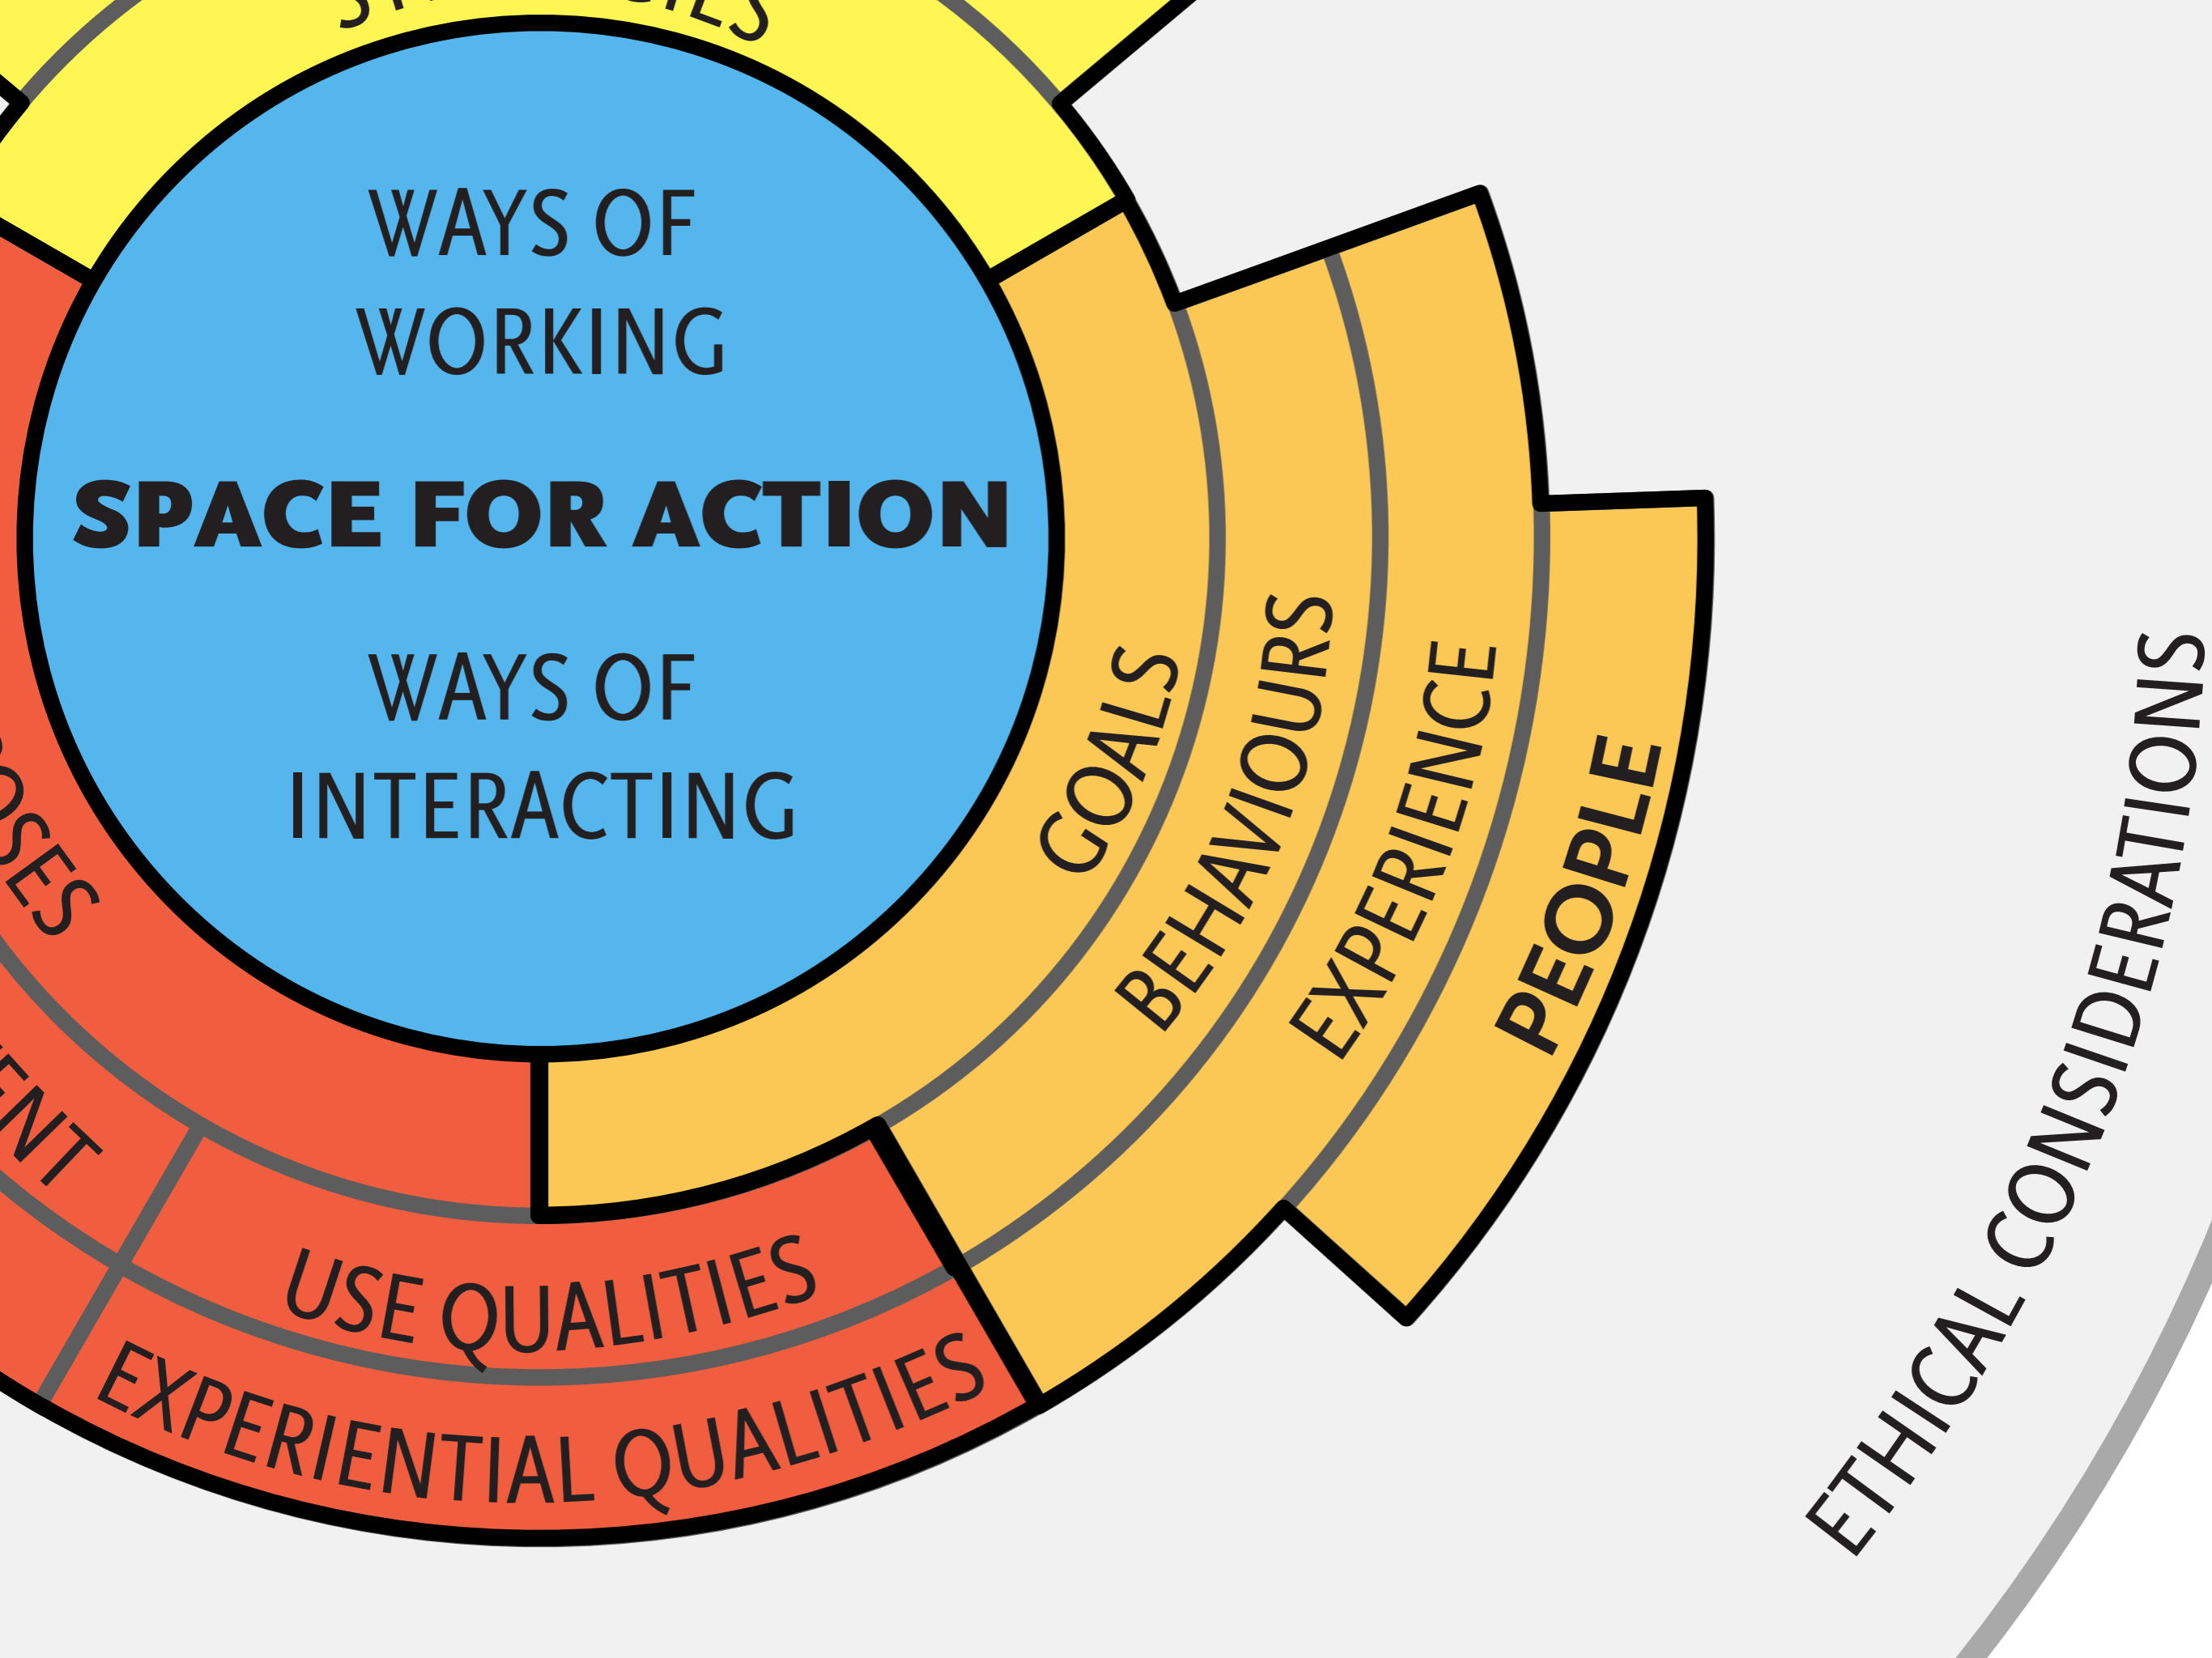 WAYS OF
WORKING
SPACE FOR ACTION
WAYS OF
INTERACTING
GOALS
BEHAVIOURS
EXPERIENCE
PEOPLE
USE QUALITIES
EXPERIENTIAL QUALITIES
ETHICAL CONSIDERATIONS